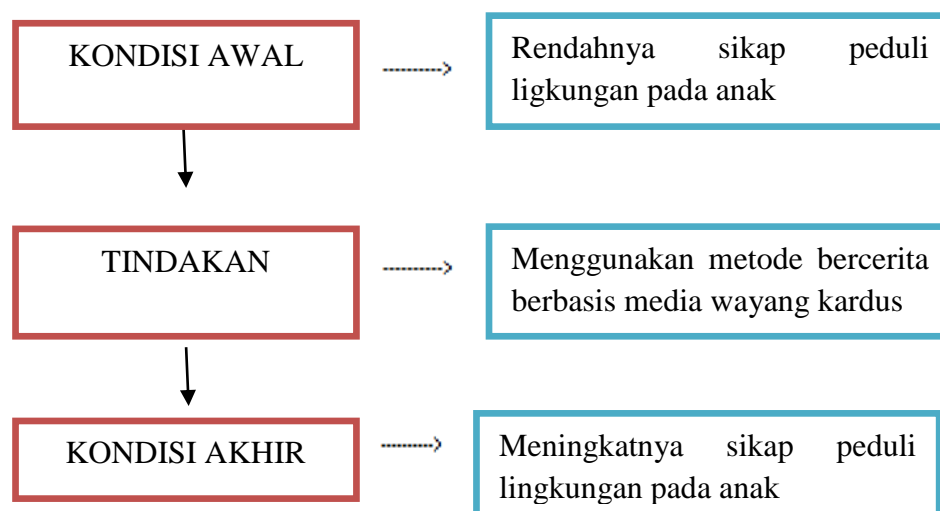 KONDISI AWAL
Rendahnya sikap peduli
ligkungan pada anak
TINDAKAN
Menggunakan metode bercerita
berbasis media wayang kardus
KONDISI AKHIR
Meningkatnya sikap peduli
lingkungan pada anak